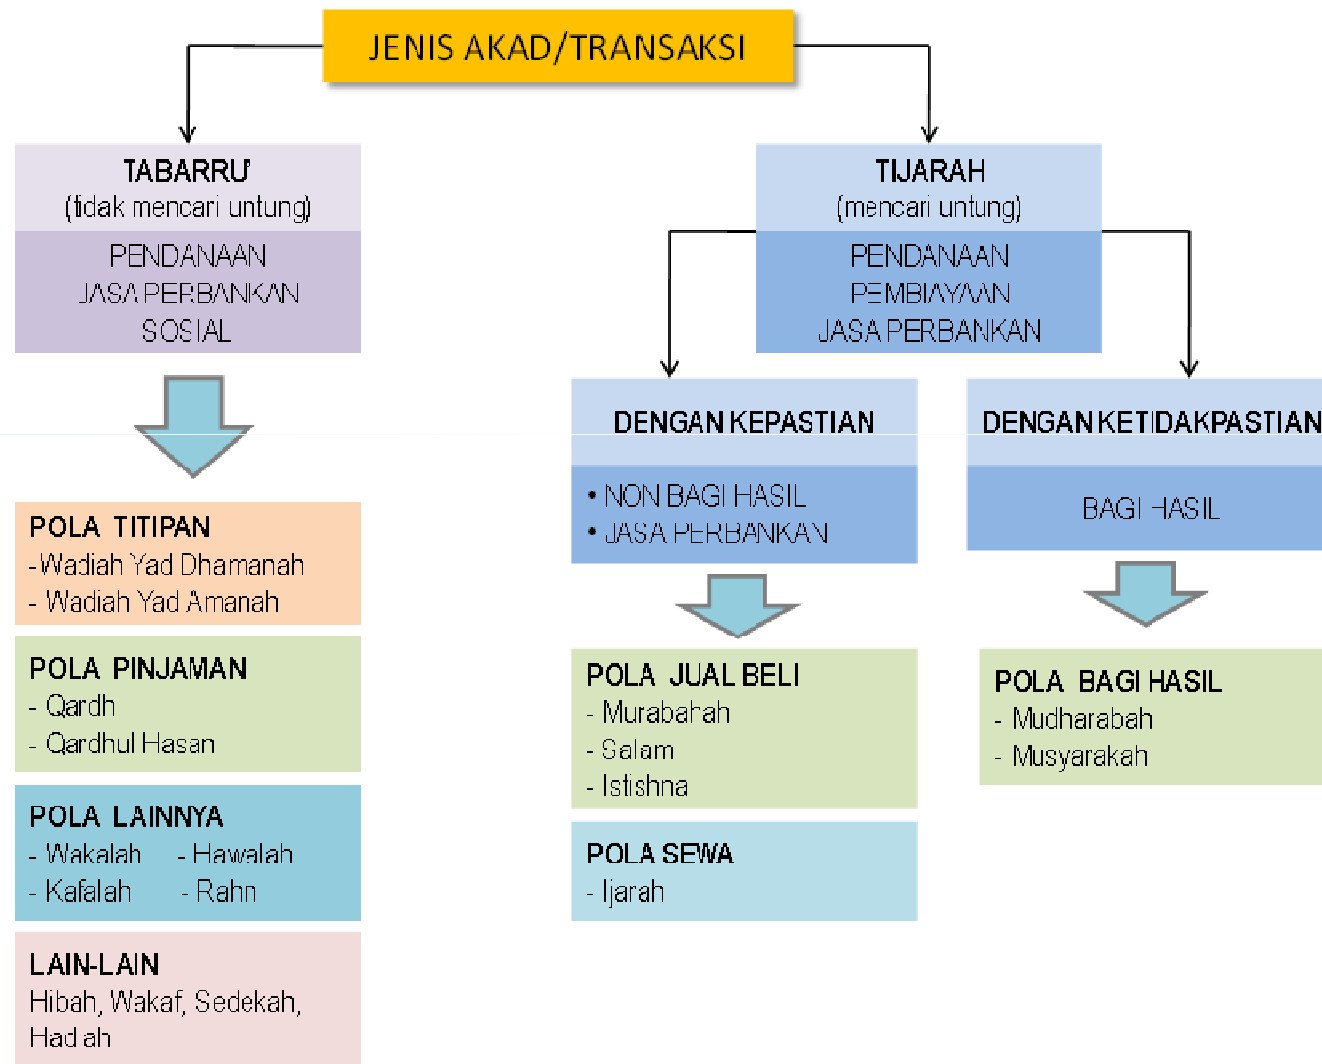 JENIS AKAD/TRANSAKSI
TABARRU'
(tidak mencari untung)
PENDANAAN
JASA PERBANKAN
SOSIAL
POLA TITIPAN
-Wadiah Yad Dhamanah
- Wadiah Yad Amanah
POLA PINJAMAN
- Qardh
- Qardhul Hasan
POLA LAINNYA
- Wakalah - Hawalah
- Kafalah - Rahn
LAIN-LAIN
Hibah, Wakaf, Sedekah,
Hadiah
TIJARAH
(mencari untung)
PENDANAAN
PEMBIAYAAN
JASA PERBANKAN
DENGAN KEPASTIAN
• NON BAGI HASIL
• JASA PERBANKAN
POLA JUAL BELI
- Murabahah
- Salam
- Istishna
POLA SEWA
- Ijarah
DENGAN KETIDAKPASTIAN
BAGI HASIL
POLA BAGI HASIL
- Mudharabah
- Musyarakah